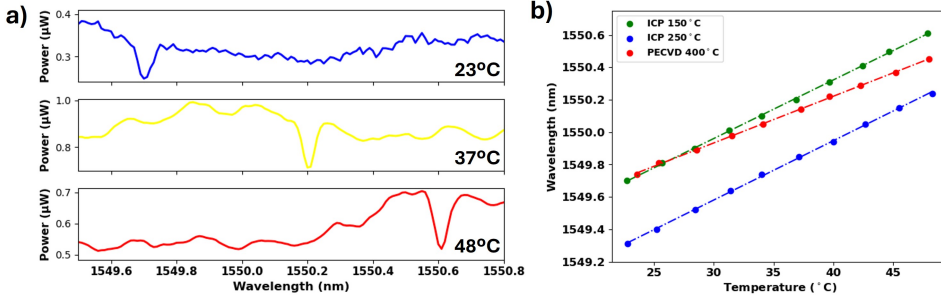 a)
0.4
0.3
Power (µW)
23ºC
1.0
0.8
Power (µW)
37ºC
0.7
0.6
0.5
Power (µW)
48ºC
1549.6 1549.8 1550.0 1550.2 1550.4 1550.6 1550.8
Wavelength (nm)
b)
ICP 150°C
ICP 250°C
PECVD 400°C
1550.6
1550.4
1550.2
1550.0
1549.8
1549.6
1549.4
1549.2
Wavelength (nm)
25 30 35 40 45
Temperature (°C)